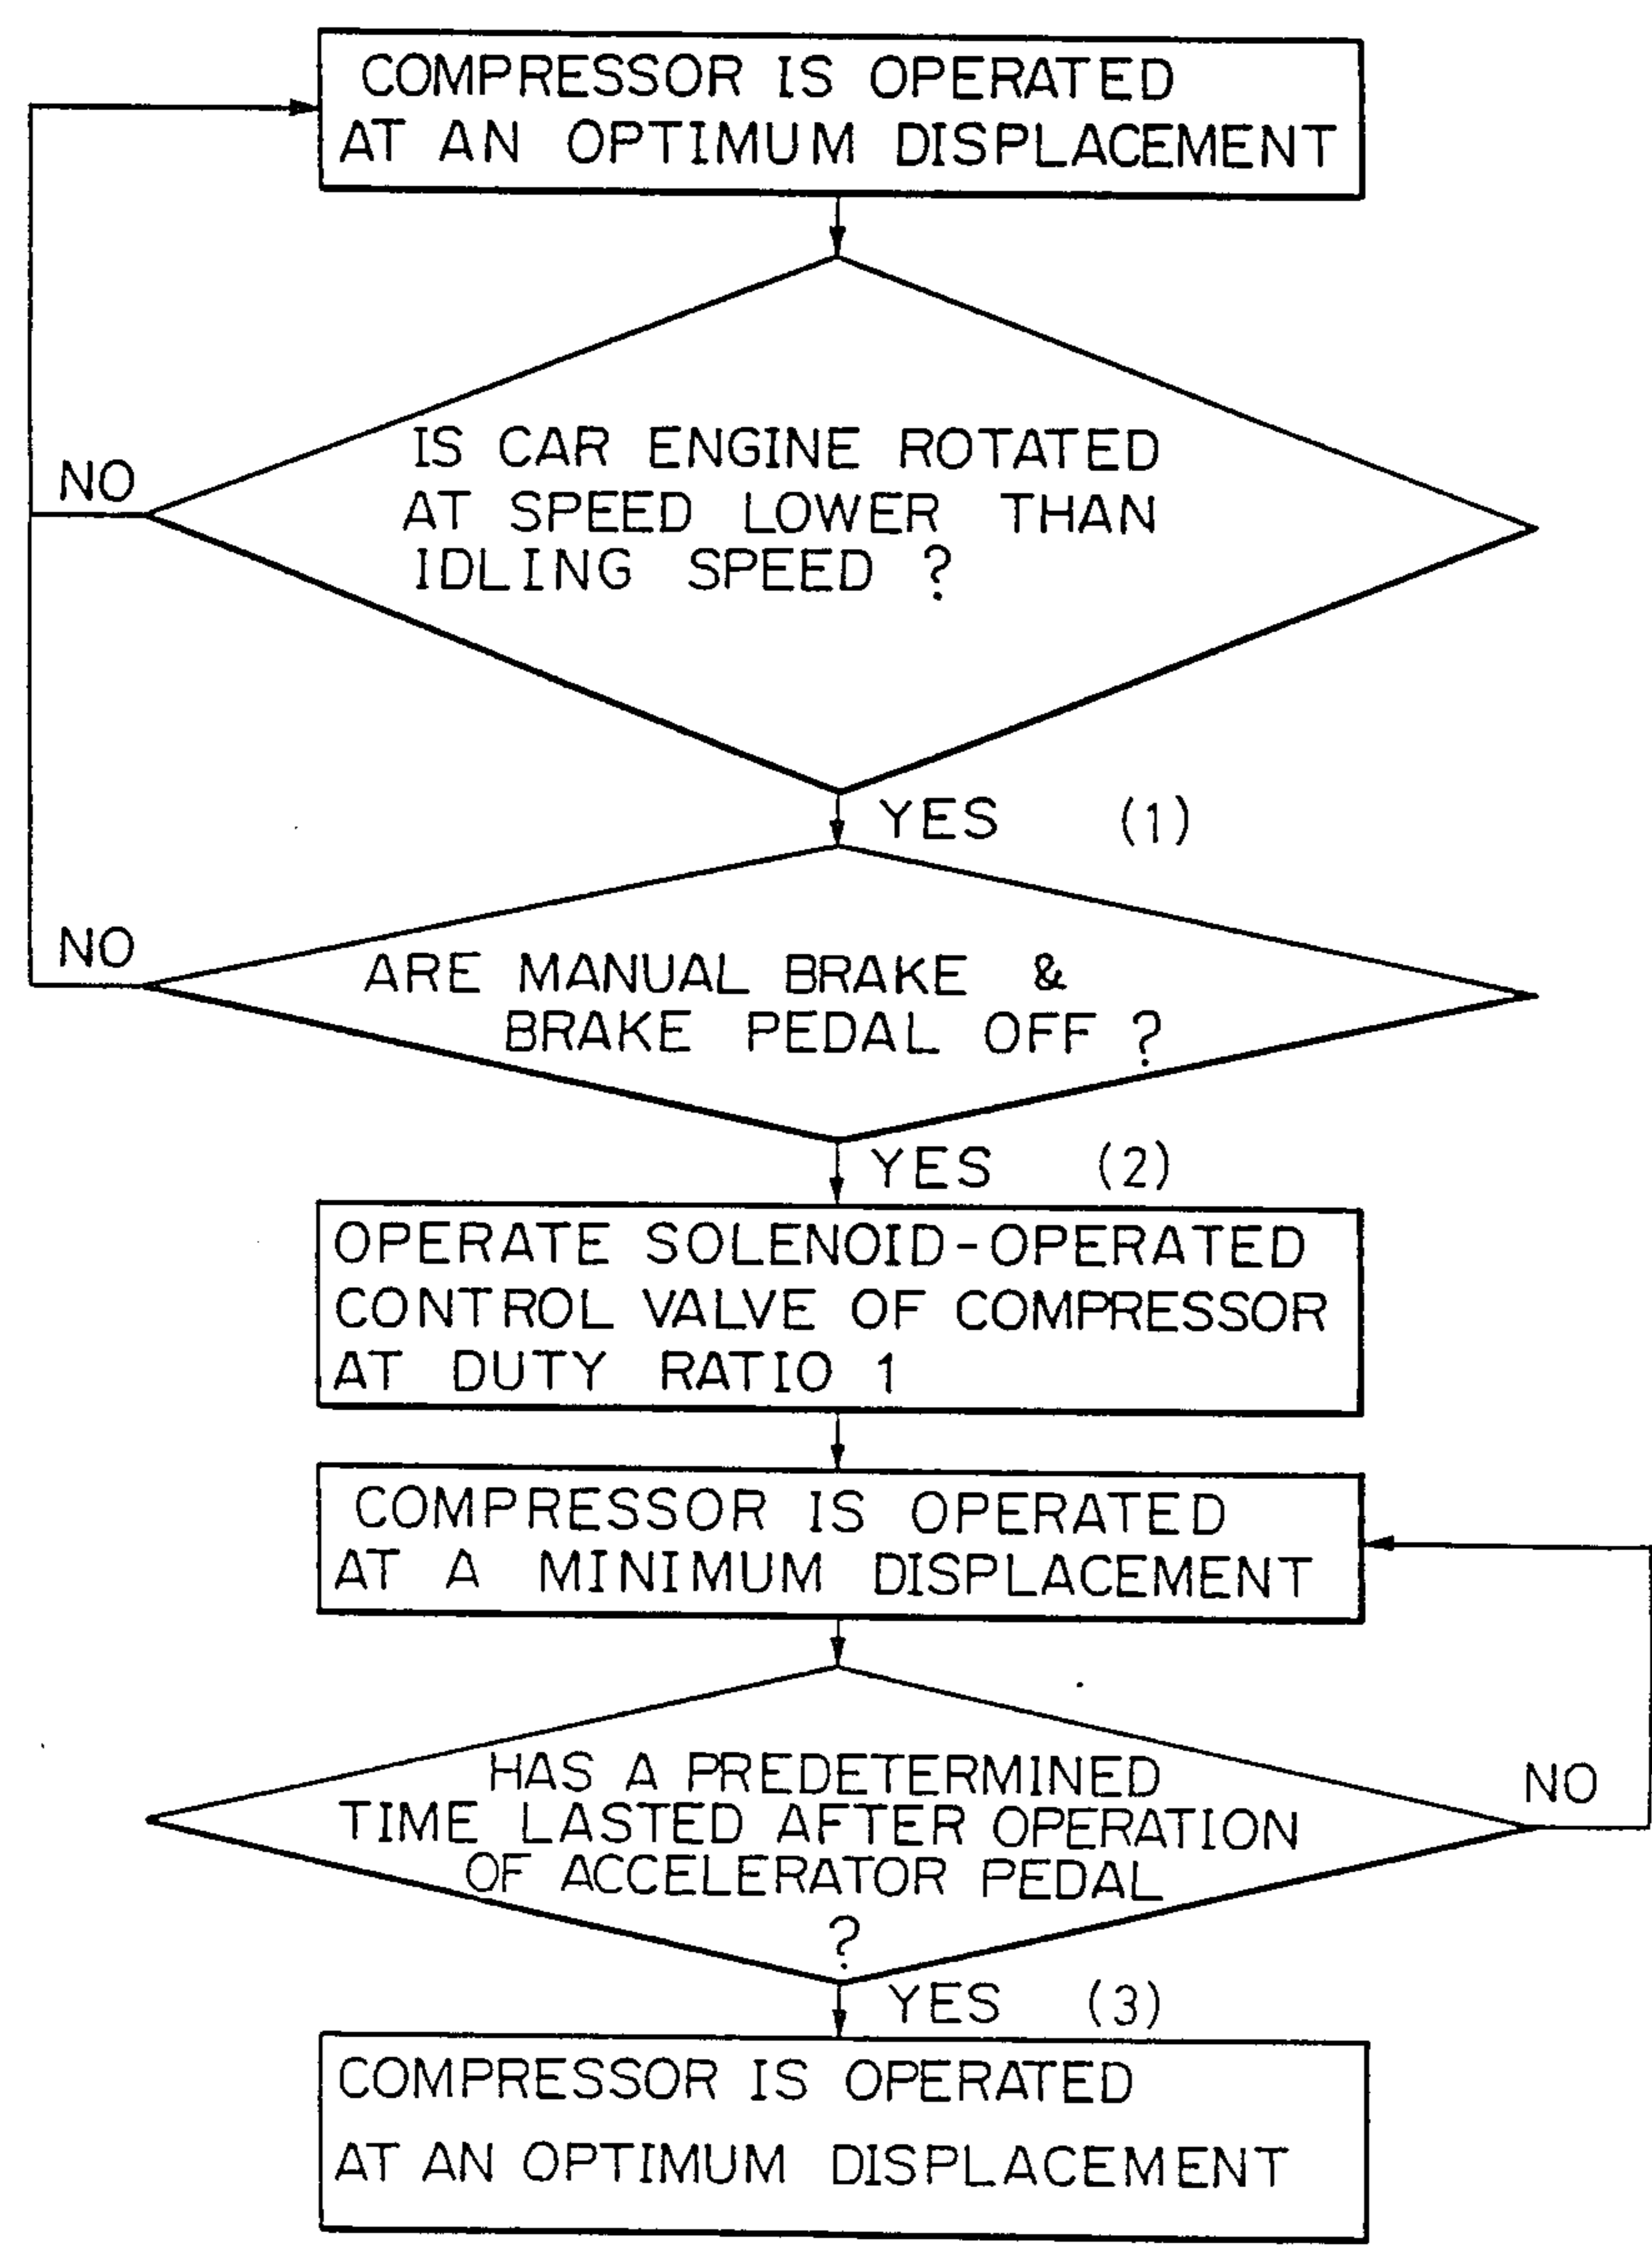 COMPRESSOR IS OPERATED
AT AN OPTIMUM DISPLACEMENT
IS CAR ENGINE ROTATED
NO
AT SPEED LOWER THAN
IDLING SPEED ?
YES (1)
NO
ARE MANUAL BRAKE &
BRAKE PEDAL OFF ?
YES (2)
OPERATE SOLENOID-OPERATED
CONTROL VALVE OF COMPRESSOR
AT DUTY RATIO 1
COMPRESSOR IS OPERATED
AT A MINIMUM DISPLACEMENT
HAS A PREDETERMINED
NO
TIME LASTED AFTER OPERATION
OF ACCELERATOR PEDAL
?
YES (3)
COMPRESSOR IS OPERATED
AT AN OPTIMUM DISPLACEMENT